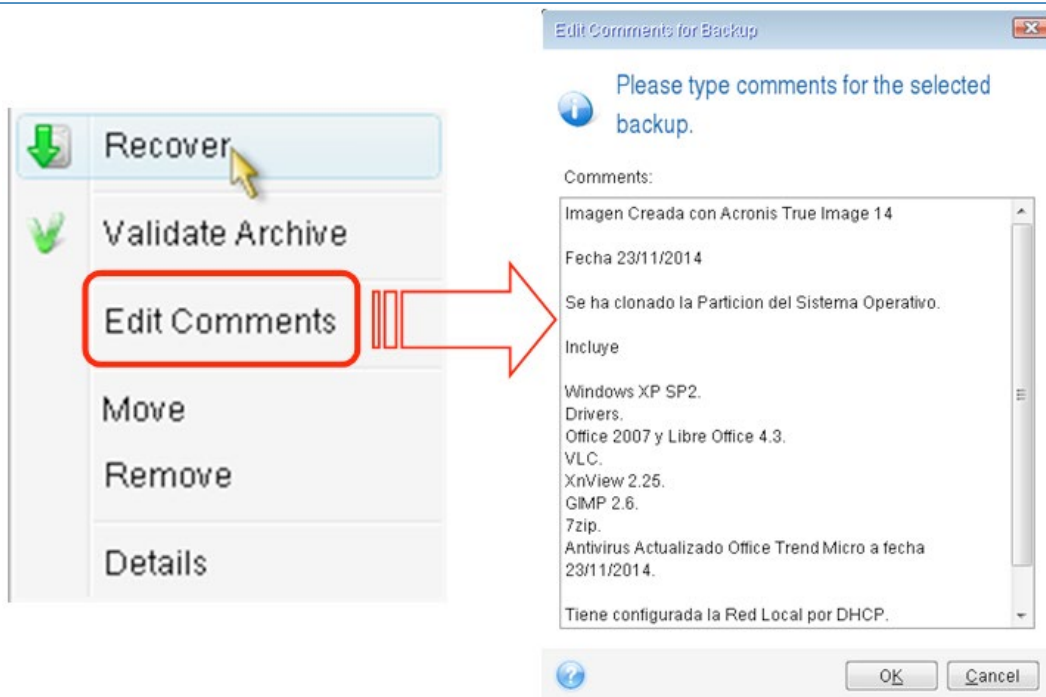 Recover
Validate Archive
Edit Comments
Move
Remove
Details
Edit Comments for Backup
Please type comments for the selected
backup.
Comments:
Imagen Creada con Acronis True Image 14
Fecha 23/11/2014
Se ha clonado la Particion del Sistema Operativo.
Incluye
Windows XP SP2.
Drivers.
Office 2007 y Libre Office 4.3.
VLC.
XnView 2.25.
GIMP 2.6.
7zip.
Antivirus Actualizado Office Trend Micro a fecha
23/11/2014.
Tiene configurada la Red Local por DHCP.
OK
Cancel